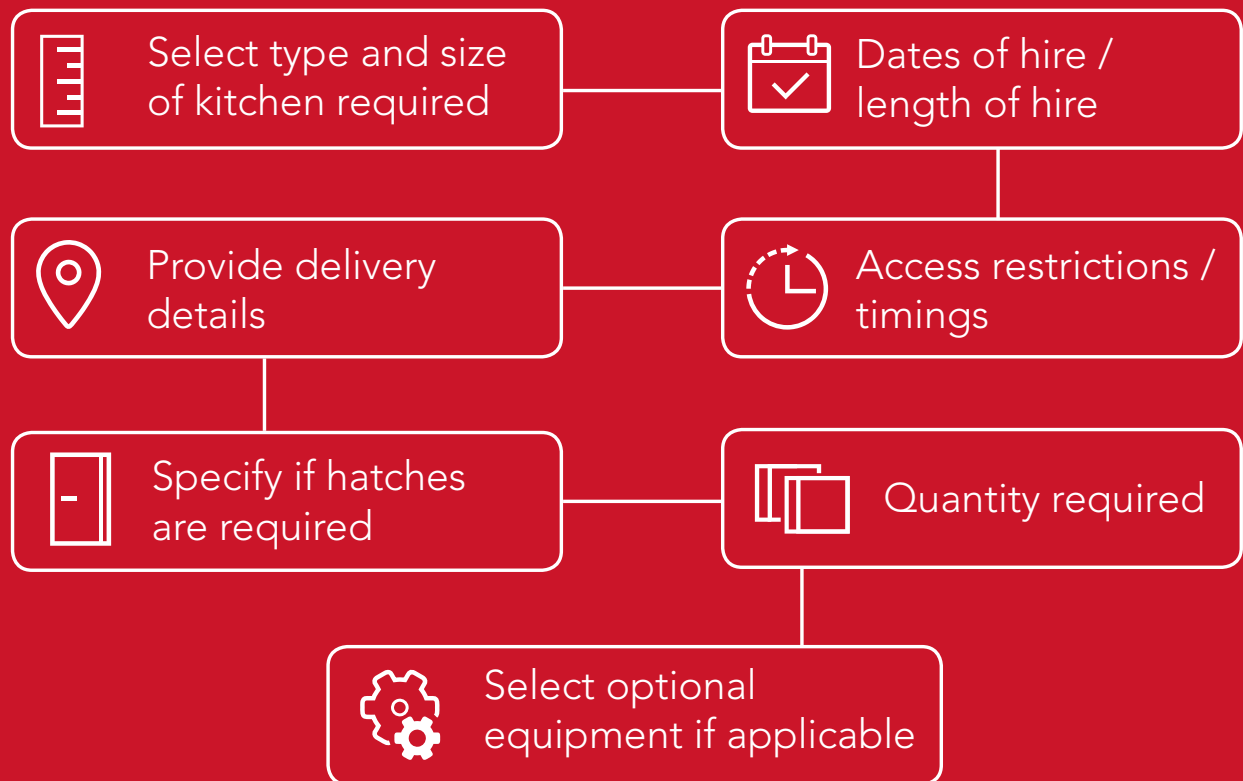 Select type and size
of kitchen required
Dates of hire /
length of hire
Access restrictions /
timings
Provide delivery
details
Specify if hatches
are required
Quantity required
Select optional
equipment if applicable